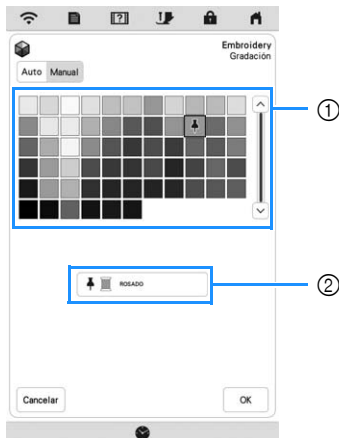 Embroidery
Gradación
Auto Manual
①
② 
ROSADO
Cancelar OK